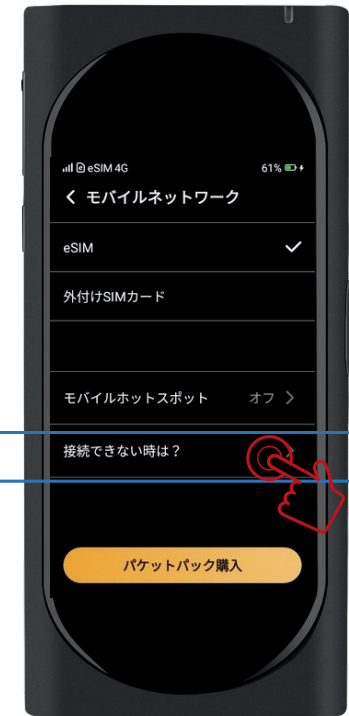 eSIM 4G 61%
モバイルネットワーク
eSIM
外付けSIMカード
モバイルホットスポット オフ
接続できない時は？
パケットパック購入